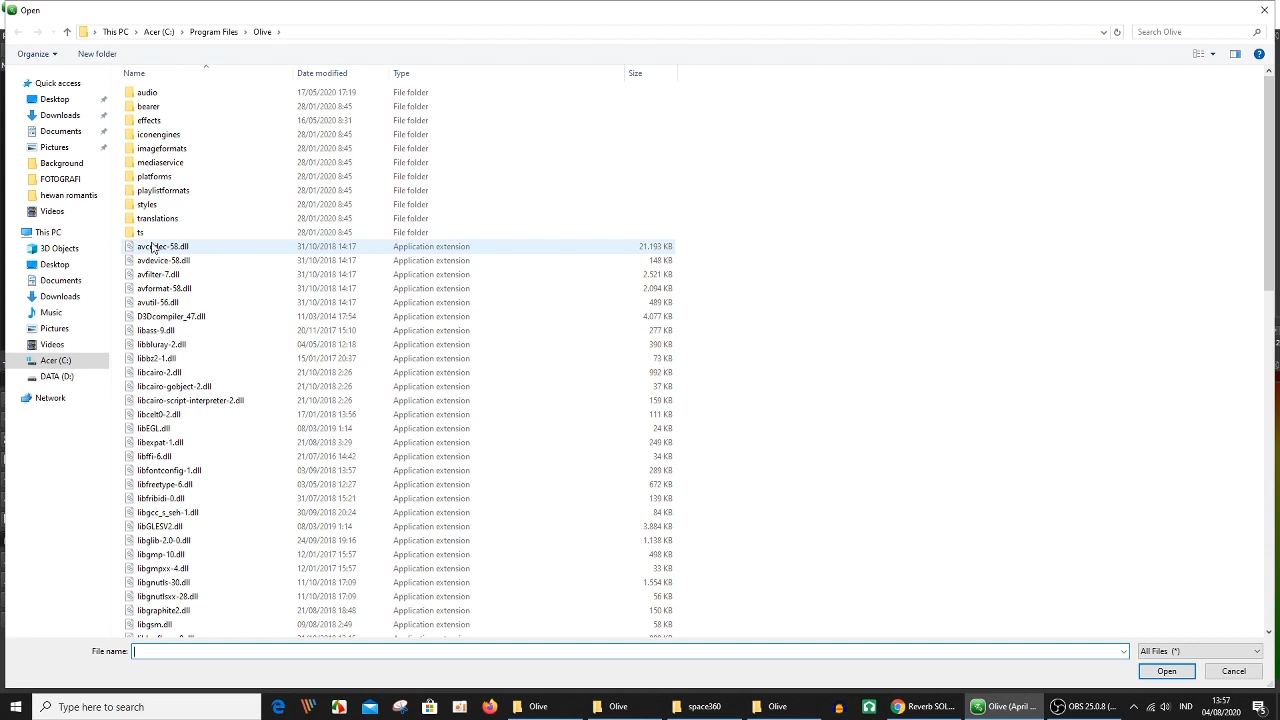 Open
This PC > Acer (C:) > Program Files > Olive >
Search Olive
Organize
New folder
Name Date modified Type Size
Quick access
Desktop
Downloads
Documents
Pictures
Background
FOTOGRAFI
hewan romantis
Videos
This PC
3D Objects
Desktop
Documents
Downloads
Music
Pictures
Videos
Acer (C:)
DATA (D:)
Network
audio 17/05/2020 17:19 File folder
bearer 28/01/2020 8:45 File folder
effects 16/05/2020 8:31 File folder
iconengines 28/01/2020 8:45 File folder
imageformats 28/01/2020 8:45 File folder
mediaservice 28/01/2020 8:45 File folder
platforms 28/01/2020 8:45 File folder
playlistformats 28/01/2020 8:45 File folder
styles 28/01/2020 8:45 File folder
translations 28/01/2020 8:45 File folder
ts 28/01/2020 8:45 File folder
avcodec-58.dll 31/10/2018 14:17 Application extension 21.193 KB
avdevice-58.dll 31/10/2018 14:17 Application extension 148 KB
avfilter-7.dll 31/10/2018 14:17 Application extension 2.521 KB
avformat-58.dll 31/10/2018 14:17 Application extension 2.094 KB
avutil-56.dll 31/10/2018 14:17 Application extension 489 KB
D3Dcompiler_47.dll 11/03/2014 17:54 Application extension 4.077 KB
libass-9.dll 20/11/2017 15:10 Application extension 277 KB
libbluray-2.dll 04/05/2018 12:18 Application extension 390 KB
libbz2-1.dll 15/01/2017 20:37 Application extension 73 KB
libcairo-2.dll 21/10/2018 2:26 Application extension 992 KB
libcairo-gobject-2.dll 21/10/2018 2:26 Application extension 37 KB
libcairo-script-interpreter-2.dll 21/10/2018 2:26 Application extension 159 KB
libcelt0-2.dll 17/01/2018 13:56 Application extension 111 KB
libEGL.dll 08/03/2019 1:14 Application extension 24 KB
libexpat-1.dll 21/08/2018 3:29 Application extension 249 KB
libffi-6.dll 21/07/2016 14:42 Application extension 34 KB
libfontconfig-1.dll 03/09/2018 13:57 Application extension 289 KB
libfreetype-6.dll 03/05/2018 12:27 Application extension 672 KB
libfribidi-0.dll 31/07/2018 15:21 Application extension 139 KB
libgcc_s_seh-1.dll 30/09/2018 20:24 Application extension 84 KB
libGLESV2.dll 08/03/2019 1:14 Application extension 3.884 KB
libglib-2.0-0.dll 24/09/2018 19:16 Application extension 1.138 KB
libgmp-10.dll 12/01/2017 15:57 Application extension 498 KB
libgmpxx-4.dll 12/01/2017 15:57 Application extension 33 KB
libgnutls-30.dll 11/10/2018 17:09 Application extension 1.554 KB
libgnutlsxx-28.dll 11/10/2018 17:09 Application extension 56 KB
libgraphite2.dll 31/01/2018 18:48 Application extension 150 KB
libgsm.dll 09/08/2018 2:49 Application extension 58 KB
File name:
All Files (*)
Open Cancel
Type here to search
Olive
Olive
space360
Olive
Reverb SOL...
Olive (April ...
OBS 25.0.8 (...
IND
13:57
04/08/2020